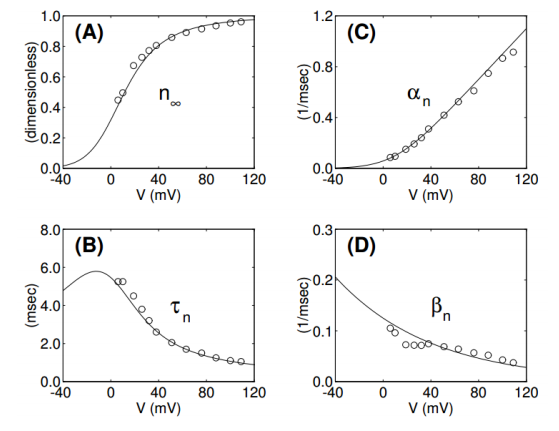 (A)
(dimensionless)
1.0
0.8
0.6
0.4
0.2
0.0
n∞
-40 0 40 80 120
V (mV)
(C)
(1/msec)
1.2
0.8
0.4
0.0
αn
-40 0 40 80 120
V (mV)
(B)
(msec)
8.0
6.0
4.0
2.0
0.0
τn
-40 0 40 80 120
V (mV)
(D)
(1/msec)
0.3
0.2
0.1
0.0
βn
-40 0 40 80 120
V (mV)